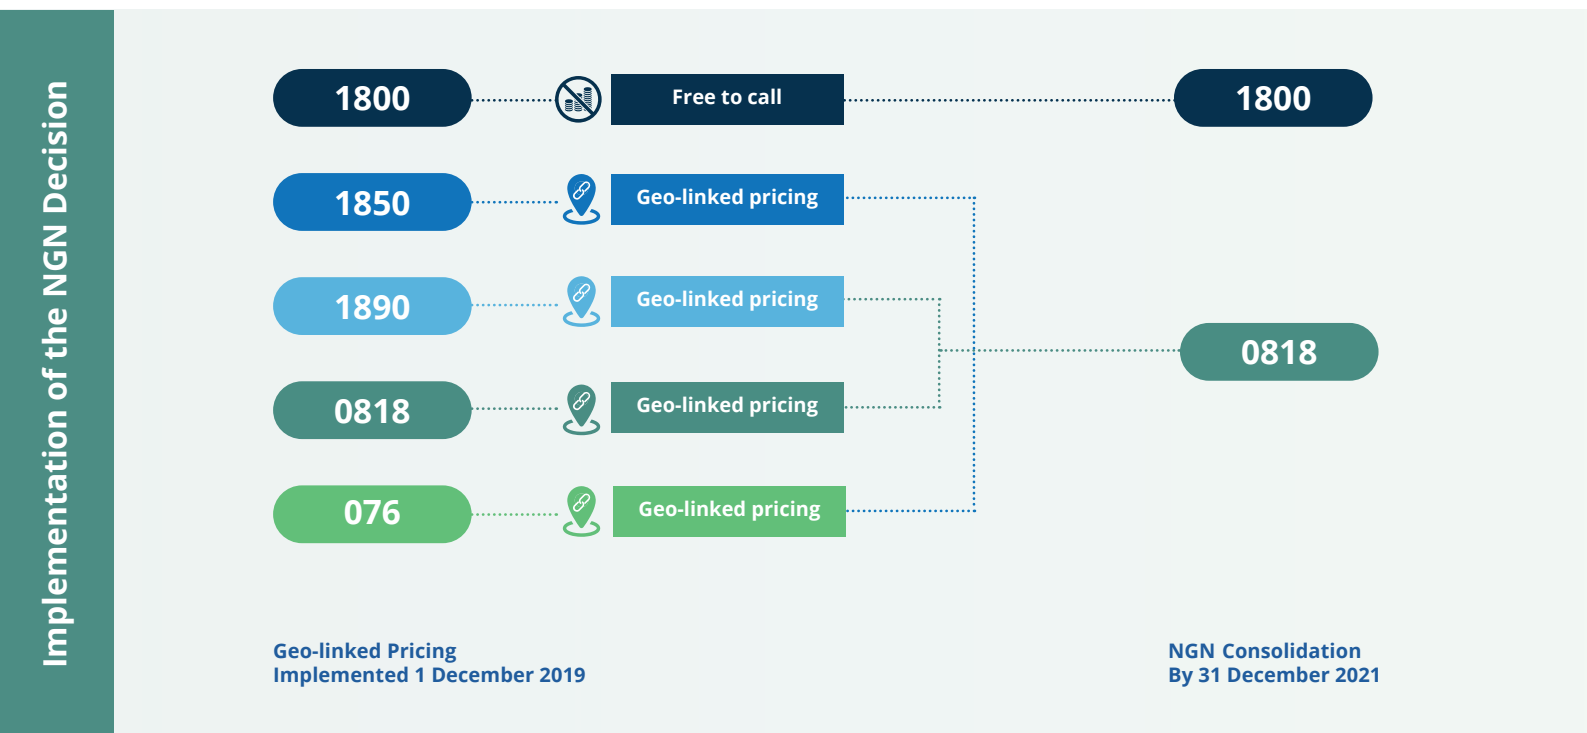 Implementation of the NGN Decision
1800
Free to call
1800
1850
Geo-linked pricing
1890
Geo-linked pricing
0818
0818
Geo-linked pricing
076
Geo-linked pricing
Geo-linked Pricing
Implemented 1 December 2019
NGN Consolidation
By 31 December 2021